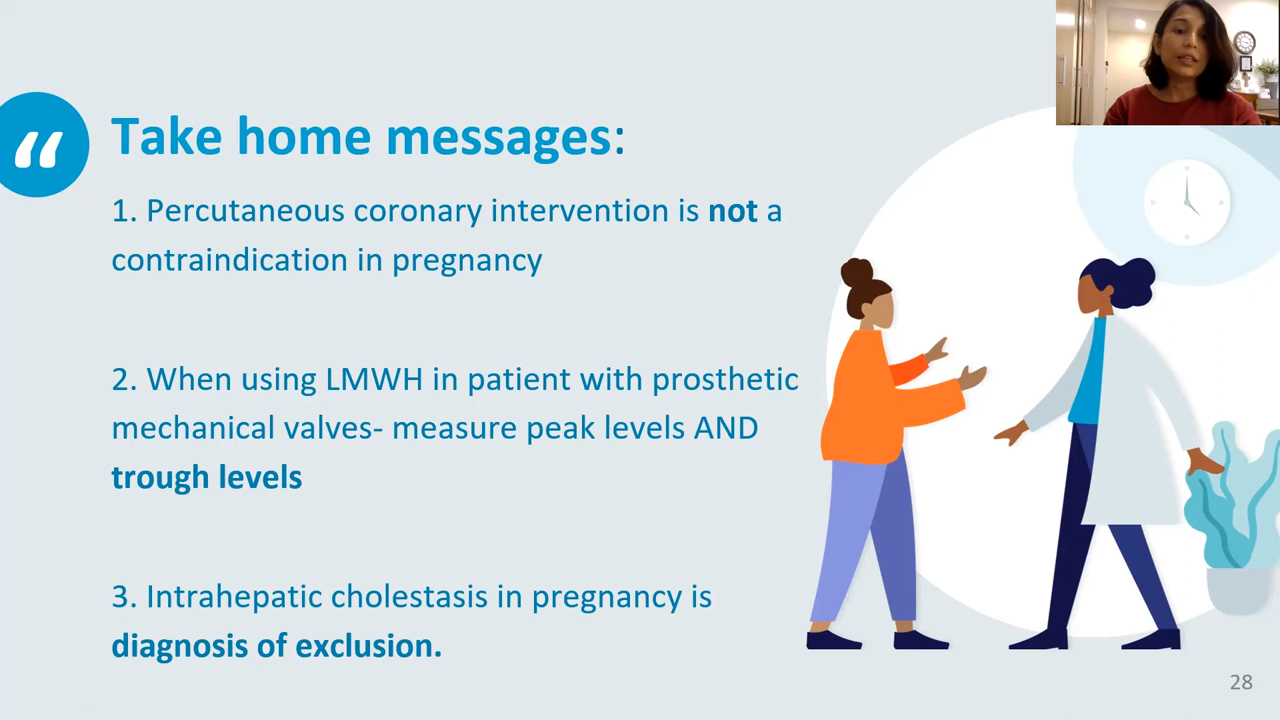 “
Take home messages:
1. Percutaneous coronary intervention is not a
contraindication in pregnancy
2. When using LMWH in patient with prosthetic
mechanical valves- measure peak levels AND
trough levels
3. Intrahepatic cholestasis in pregnancy is
diagnosis of exclusion.
28